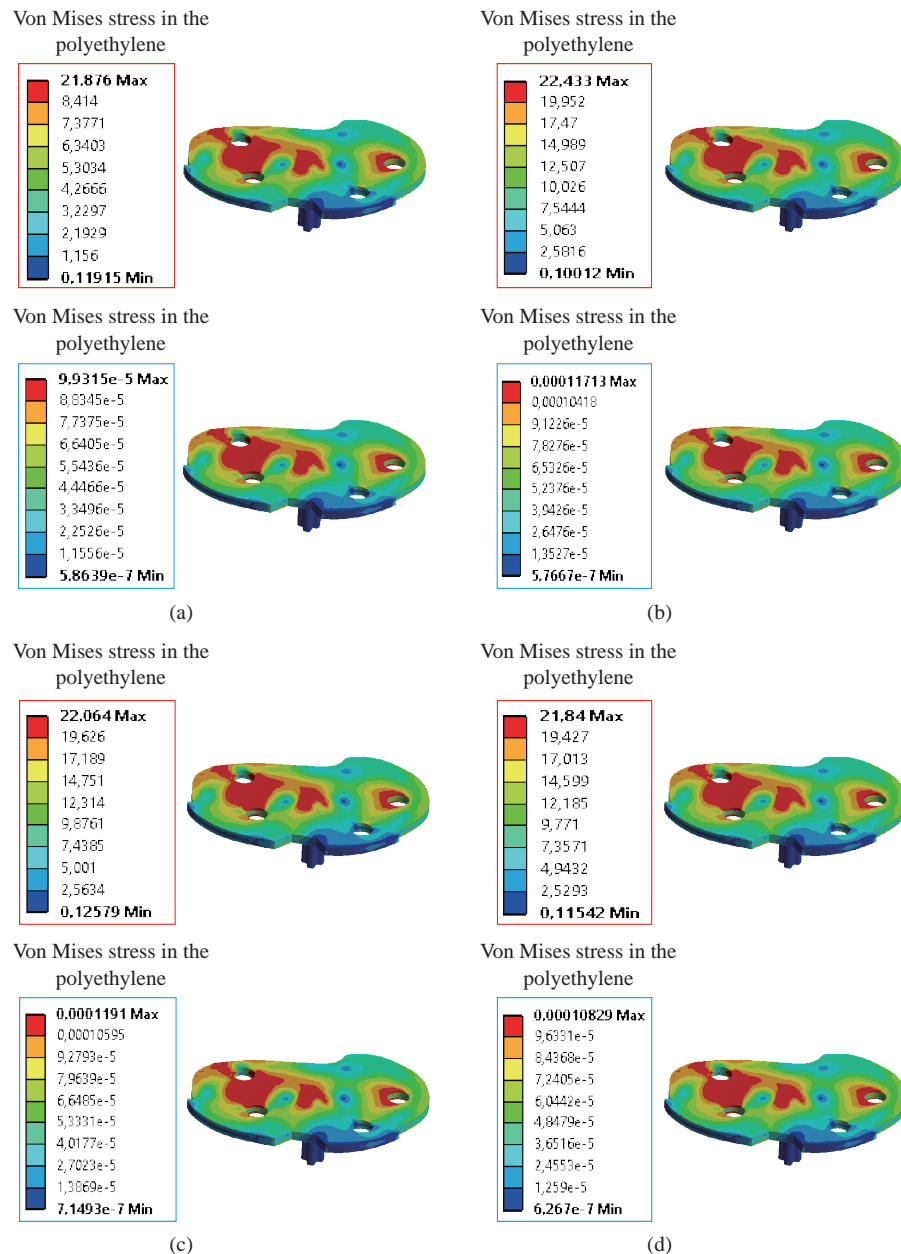 Von Mises stress in the
polyethylene
21,876 Max
8,414
7,3771
6,3403
5,3034
4,2666
3,2297
2,1929
1,156
0,11915 Min
Von Mises stress in the
polyethylene
22,433 Max
19,952
17,47
14,989
12,507
10,026
7,5444
5,063
2,5816
0,10012 Min
Von Mises stress in the
polyethylene
9,9315e-5 Max
8,8345e-5
7,7375e-5
6,6405e-5
5,5436e-5
4,4466e-5
3,3496e-5
2,2526e-5
1,1556e-5
5,8639e-7 Min
(a)
Von Mises stress in the
polyethylene
0,00011713 Max
0,00010418
9,1226e-5
7,8276e-5
6,5326e-5
5,2376e-5
3,9426e-5
2,6476e-5
1,3527e-5
5,7667e-7 Min
(b)
Von Mises stress in the
polyethylene
22,064 Max
19,626
17,189
14,751
12,314
9,8761
7,4385
5,001
2,5634
0,12579 Min
Von Mises stress in the
polyethylene
21,84 Max
19,427
17,013
14,599
12,185
9,771
7,3571
4,9432
2,5293
0,11542 Min
Von Mises stress in the
polyethylene
0,0001191 Max
0,00010595
9,2793e-5
7,9639e-5
6,6485e-5
5,3331e-5
4,0177e-5
2,7023e-5
1,3869e-5
7,1493e-7 Min
(c)
Von Mises stress in the
polyethylene
0,00010829 Max
9,6331e-5
8,4368e-5
7,2405e-5
6,0442e-5
4,8479e-5
3,6516e-5
2,4553e-5
1,259e-5
6,267e-7 Min
(d)